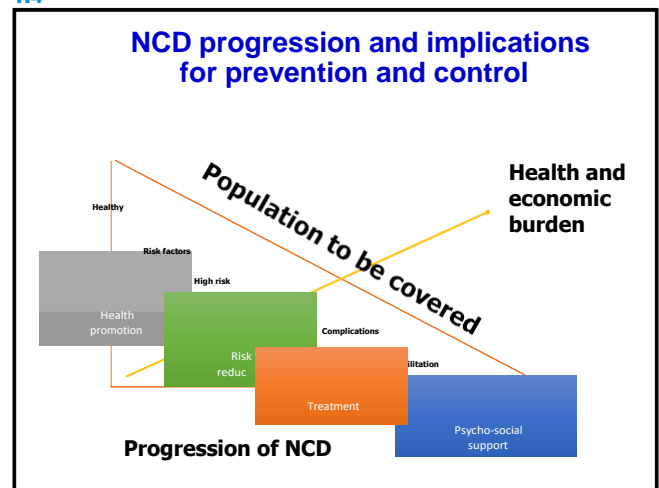 NCD progression and implications
for prevention and control
Population to be covered
Health and
economic
burden
Healthy
Risk factors
High risk
Health
promotion
Complications
Risk
reduc
ilitation
Treatment
Psycho-social
support
Progression of NCD